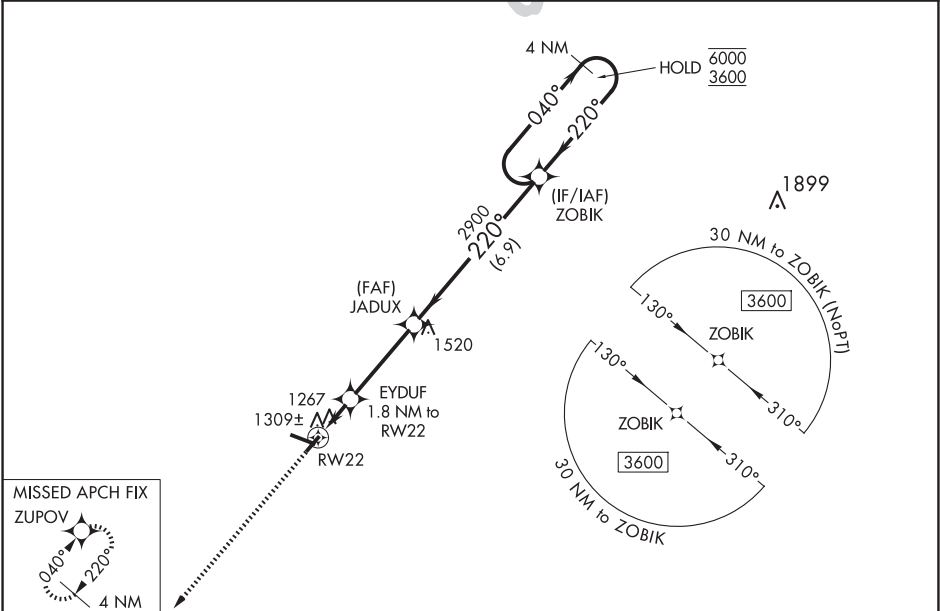 4 NM
HOLD 6000
3600
040°
220°
(IF/IAF)
ZOBIK
1899
2900
220°
(6.9)
30 NM to ZOBIK (NoPT)
3600
130°
ZOBIK
310°
(FAF)
JADUX
1520
130°
ZOBIK
310°
3600
30 NM to ZOBIK
EYDUF
1.8 NM to
RW22
1267
1309±
RW22
MISSED APCH FIX
ZUPOV
040°
220°
4 NM